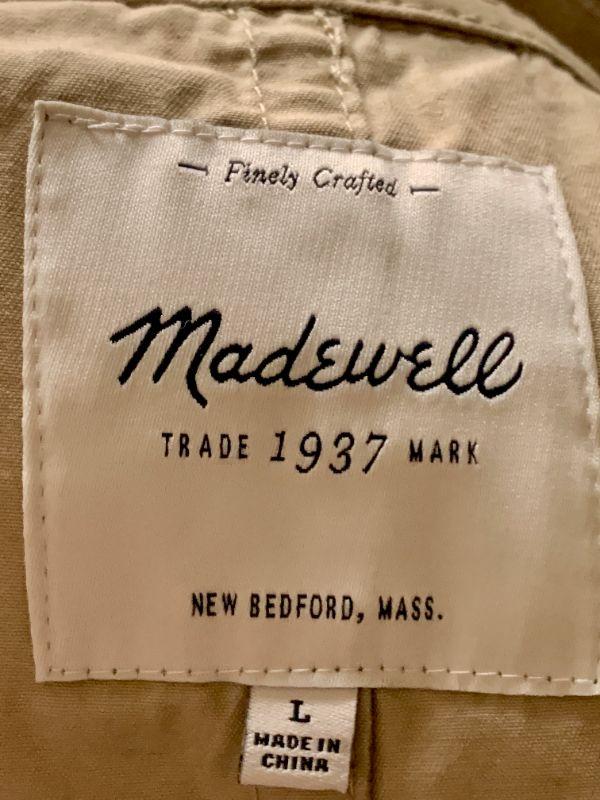 Finely Crafted
Madewell
TRADE 1937 MARK
NEW BEDFORD, MASS.
L
MADE IN
CHINA